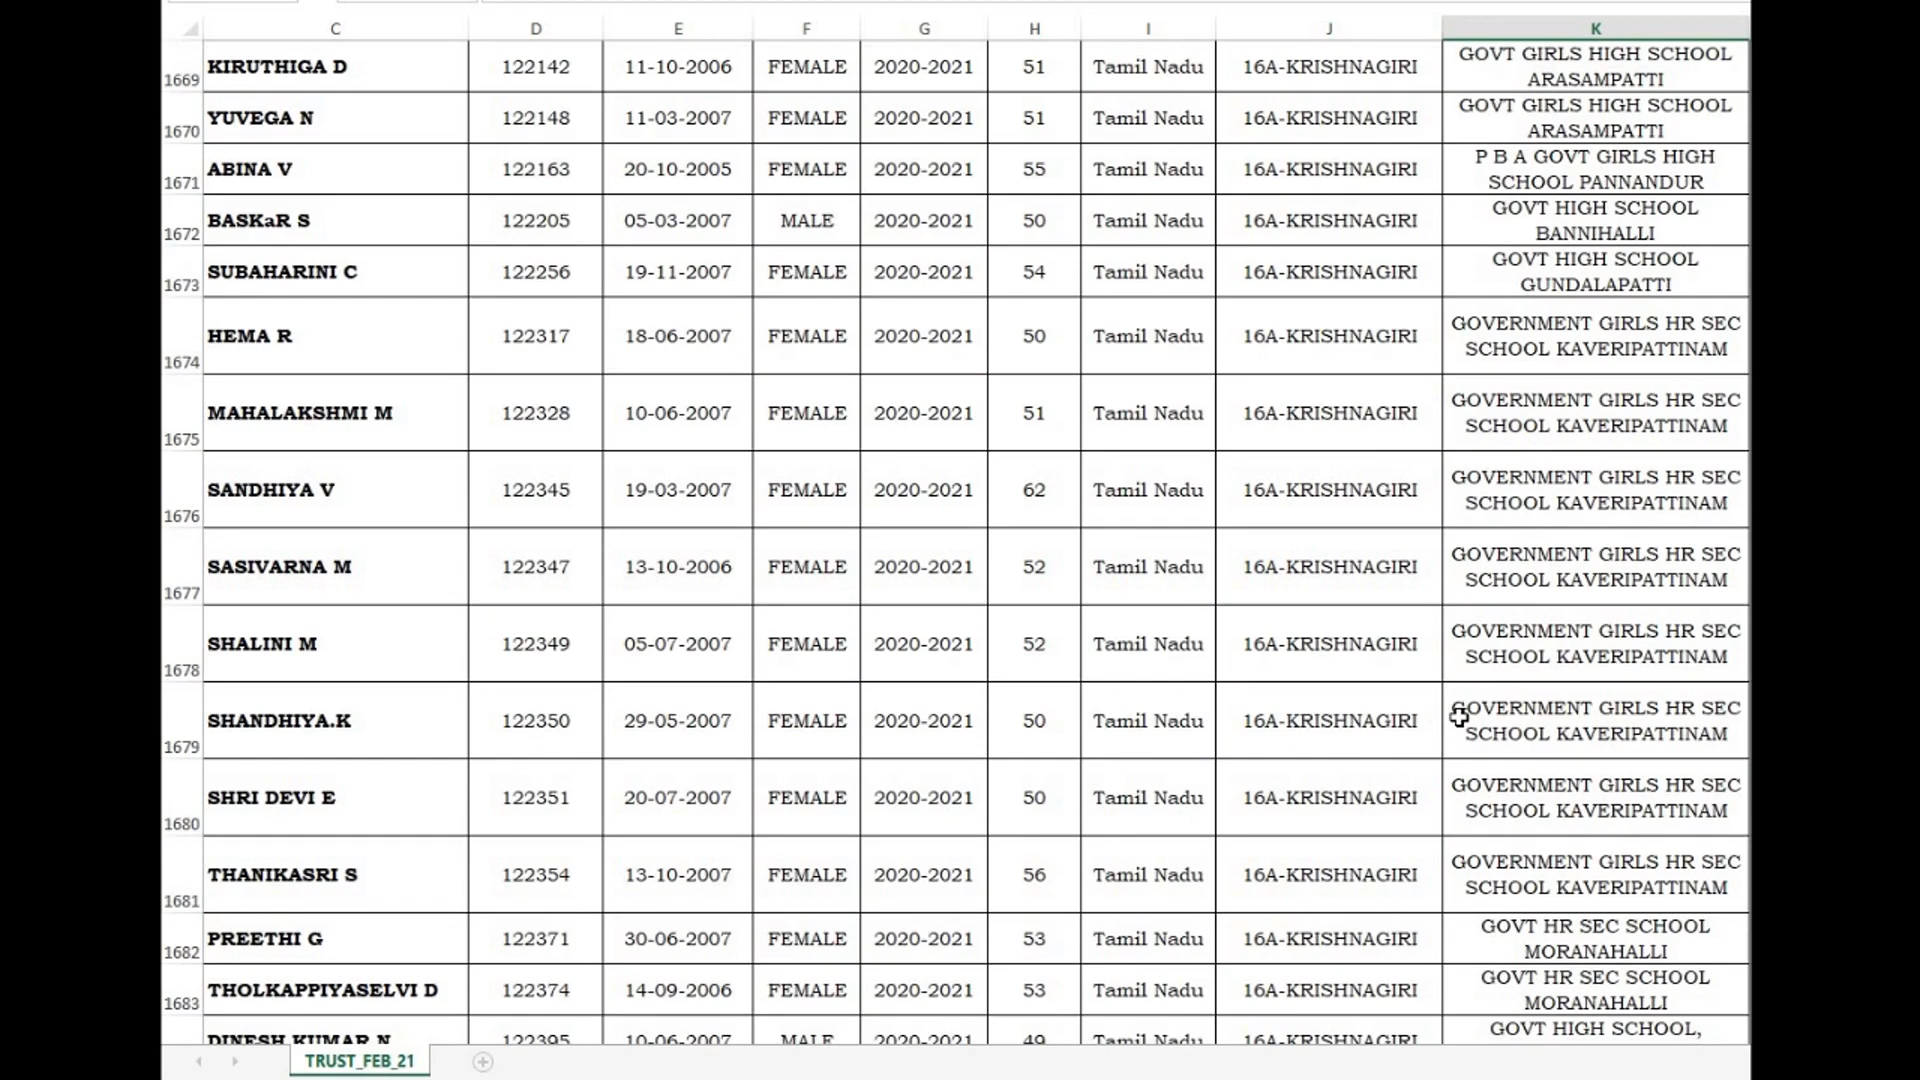 C D E F G H I J K
1669 KIRUTHIGA D 122142 11-10-2006 FEMALE 2020-2021 51 Tamil Nadu 16A-KRISHNAGIRI GOVT GIRLS HIGH SCHOOL
ARASAMPATTI
1670 YUVEGA N 122148 11-03-2007 FEMALE 2020-2021 51 Tamil Nadu 16A-KRISHNAGIRI GOVT GIRLS HIGH SCHOOL
ARASAMPATTI
1671 ABINA V 122163 20-10-2005 FEMALE 2020-2021 55 Tamil Nadu 16A-KRISHNAGIRI P B A GOVT GIRLS HIGH
SCHOOL PANNANDUR
1672 BASKaR S 122205 05-03-2007 MALE 2020-2021 50 Tamil Nadu 16A-KRISHNAGIRI GOVT HIGH SCHOOL
BANNIHALLI
1673 SUBAHARINI C 122256 19-11-2007 FEMALE 2020-2021 54 Tamil Nadu 16A-KRISHNAGIRI GOVT HIGH SCHOOL
GUNDALAPATTI
1674 HEMA R 122317 18-06-2007 FEMALE 2020-2021 50 Tamil Nadu 16A-KRISHNAGIRI GOVERNMENT GIRLS HR SEC
SCHOOL KAVERIPATTINAM
1675 MAHALAKSHMI M 122328 10-06-2007 FEMALE 2020-2021 51 Tamil Nadu 16A-KRISHNAGIRI GOVERNMENT GIRLS HR SEC
SCHOOL KAVERIPATTINAM
1676 SANDHIYA V 122345 19-03-2007 FEMALE 2020-2021 62 Tamil Nadu 16A-KRISHNAGIRI GOVERNMENT GIRLS HR SEC
SCHOOL KAVERIPATTINAM
1677 SASIVARNA M 122347 13-10-2006 FEMALE 2020-2021 52 Tamil Nadu 16A-KRISHNAGIRI GOVERNMENT GIRLS HR SEC
SCHOOL KAVERIPATTINAM
1678 SHALINI M 122349 05-07-2007 FEMALE 2020-2021 52 Tamil Nadu 16A-KRISHNAGIRI GOVERNMENT GIRLS HR SEC
SCHOOL KAVERIPATTINAM
1679 SHANDHIYA.K 122350 29-05-2007 FEMALE 2020-2021 50 Tamil Nadu 16A-KRISHNAGIRI GOVERNMENT GIRLS HR SEC
SCHOOL KAVERIPATTINAM
1680 SHRI DEVI E 122351 20-07-2007 FEMALE 2020-2021 50 Tamil Nadu 16A-KRISHNAGIRI GOVERNMENT GIRLS HR SEC
SCHOOL KAVERIPATTINAM
1681 THANIKASRI S 122354 13-10-2007 FEMALE 2020-2021 56 Tamil Nadu 16A-KRISHNAGIRI GOVERNMENT GIRLS HR SEC
SCHOOL KAVERIPATTINAM
1682 PREETHI G 122371 30-06-2007 FEMALE 2020-2021 53 Tamil Nadu 16A-KRISHNAGIRI GOVT HR SEC SCHOOL
MORANAHALLI
1683 THOLKAPPIYASELVI D 122374 14-09-2006 FEMALE 2020-2021 53 Tamil Nadu 16A-KRISHNAGIRI GOVT HR SEC SCHOOL
MORANAHALLI
DINESH KUMAR N 122395 10-06-2007 MALE 2020-2021 49 Tamil Nadu 16A-KRISHNAGIRI GOVT HIGH SCHOOL,
TRUST_FEB_21